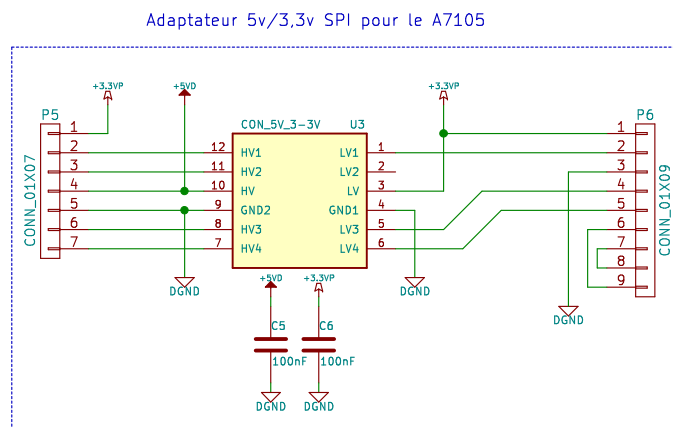 Adaptateur 5v/3,3v SPI pour le A7105
+3.3VP
+5VD
+3.3VP
P5
CON_5V_3-3V
U3
P6
1
2
3
4
5
6
7
CONN_01X07
12
11
10
9
8
7
HV1
HV2
HV
GND2
HV3
HV4
LV1
LV2
LV
GND1
LV3
LV4
1
2
3
4
5
6
1
2
3
4
5
6
7
8
9
CONN_01X09
DGND
+5VD
+3.3VP
DGND
DGND
C5
100nF
C6
100nF
DGND
DGND